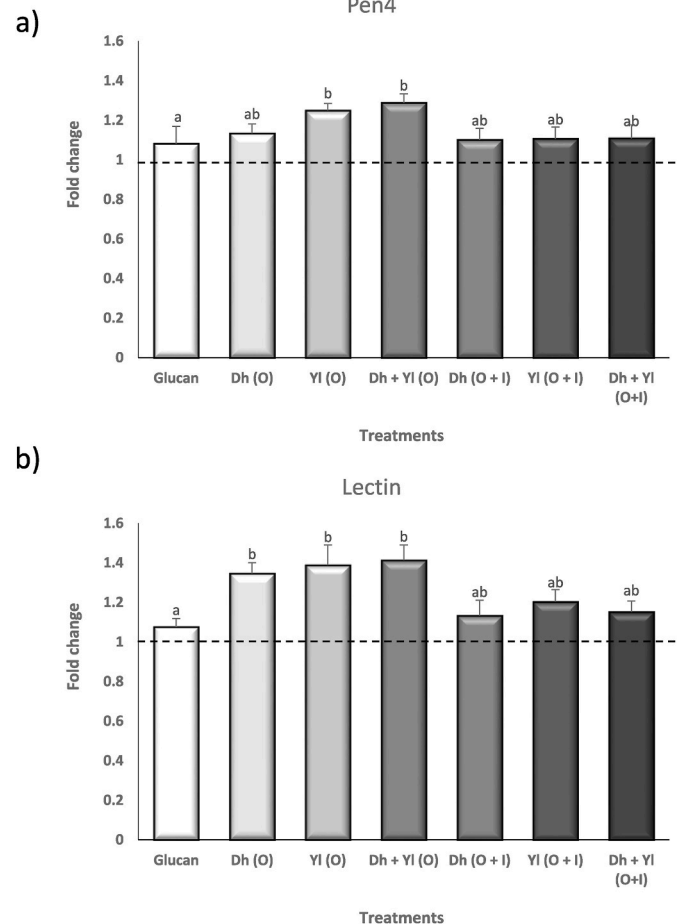 Pen4
a)
1.6
1.4
1.2
1
0.8
0.6
0.4
0.2
0
Fold change
a
ab
b
b
ab
ab
ab
Glucan
Dh (O)
Yl (O)
Dh + Yl (O)
Dh (O + I)
Yl (O + I)
Dh + Yl
(O+I)
Treatments
b)
Lectin
1.6
1.4
1.2
1
0.8
0.6
0.4
0.2
0
Fold change
a
b
b
b
ab
ab
ab
Glucan
Dh (O)
Yl (O)
Dh + Yl (O)
Dh (O + I)
Yl (O + I)
Dh + Yl
(O+I)
Treatments